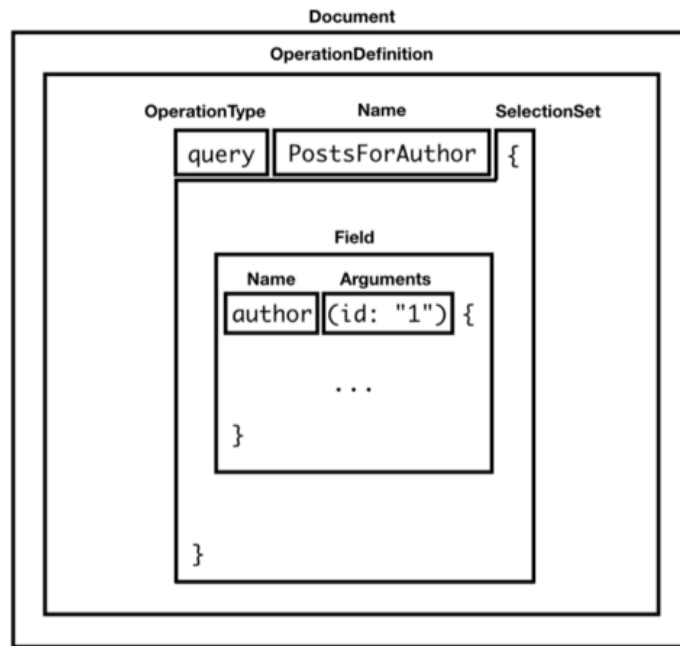 Document
OperationDefinition
OperationType Name SelectionSet
query PostsForAuthor {
Field
Name Arguments
author (id: "1") {
...
}
}